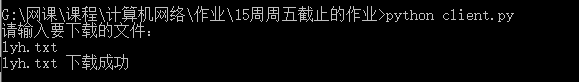 G:\网课\课程\计算机网络\作业\15周周五截止的作业>python client.py
请输入要下载的文件：
lyh.txt
lyh.txt 下载成功